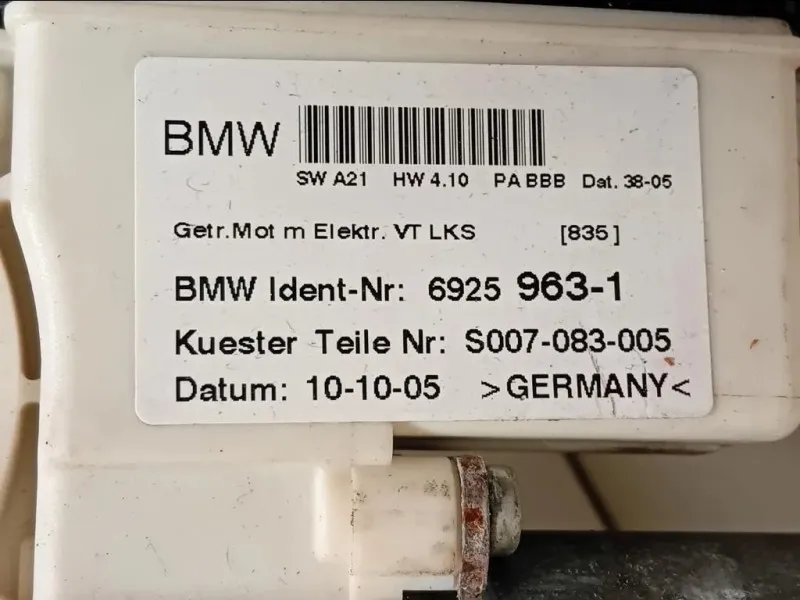 BMW
SW A21 HW 4.10 PA BBB Dat. 38-05
Getr.Mot m Elektr. VT LKS [835]
BMW Ident-Nr: 6925 963-1
Kuester Teile Nr: S007-083-005
Datum: 10-10-05 >GERMANY<